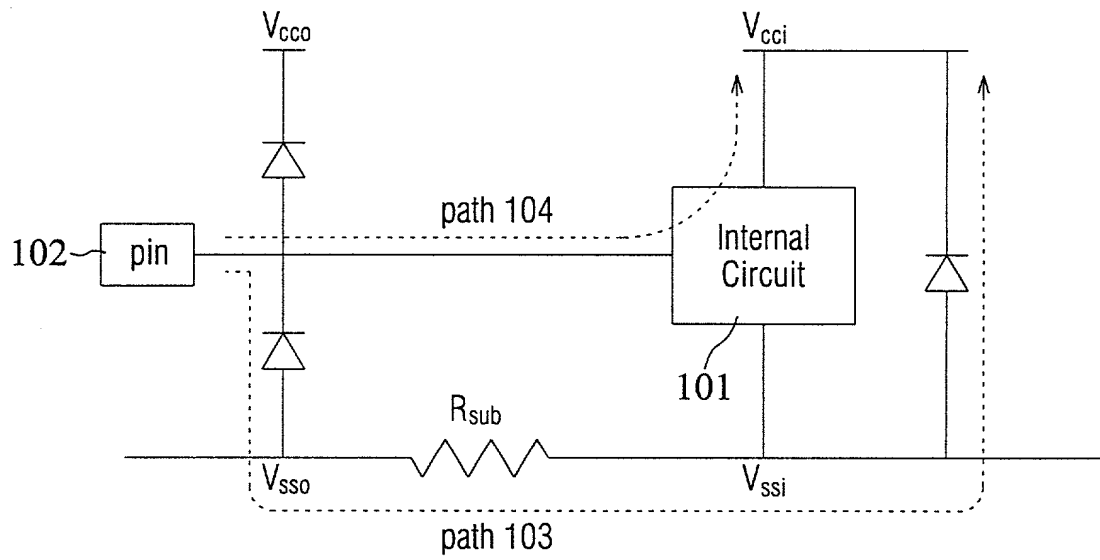 Vcco
Vcci
path 104
102
pin
Internal
Circuit
101
Rsub
Vsso
Vssi
path 103